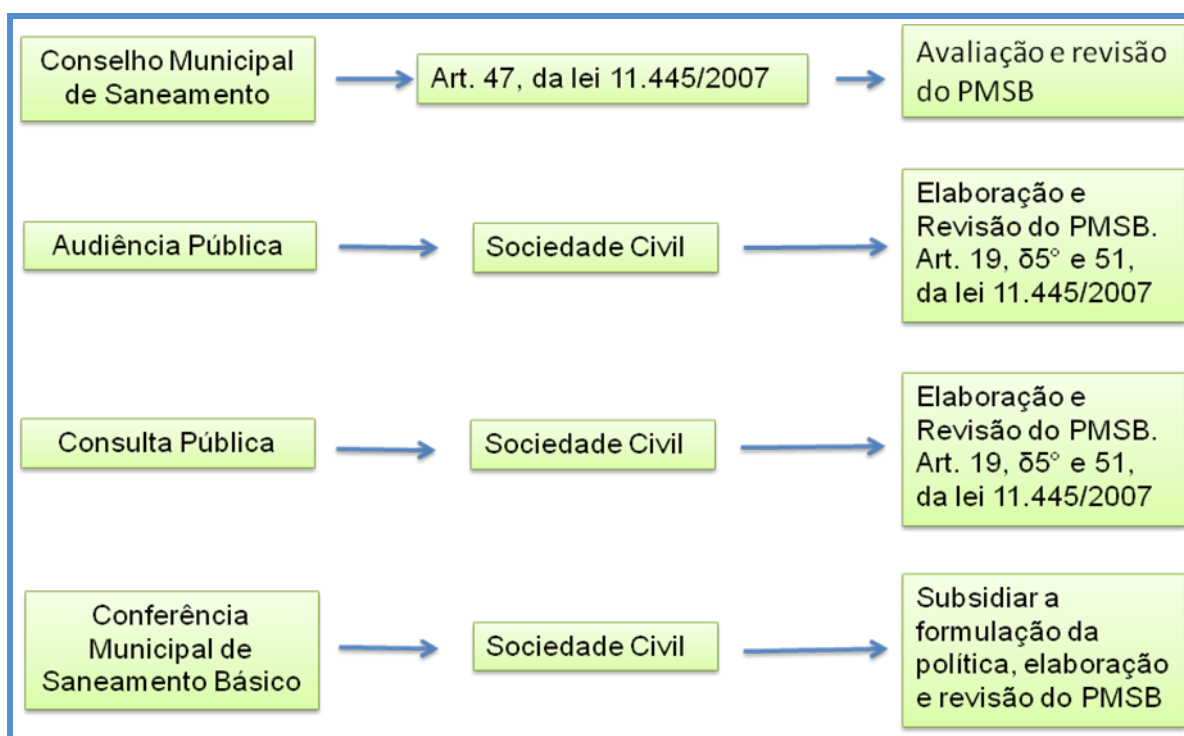 Conselho Municipal
de Saneamento
Art. 47, da lei 11.445/2007
Avaliação e revisão
do PMSB
Audiência Pública
Sociedade Civil
Elaboração e
Revisão do PMSB.
Art. 19, δ5° e 51,
da lei 11.445/2007
Consulta Pública
Sociedade Civil
Elaboração e
Revisão do PMSB.
Art. 19, δ5° e 51,
da lei 11.445/2007
Conferência
Municipal de
Saneamento Básico
Sociedade Civil
Subsidiar a
formulação da
política, elaboração
e revisão do PMSB